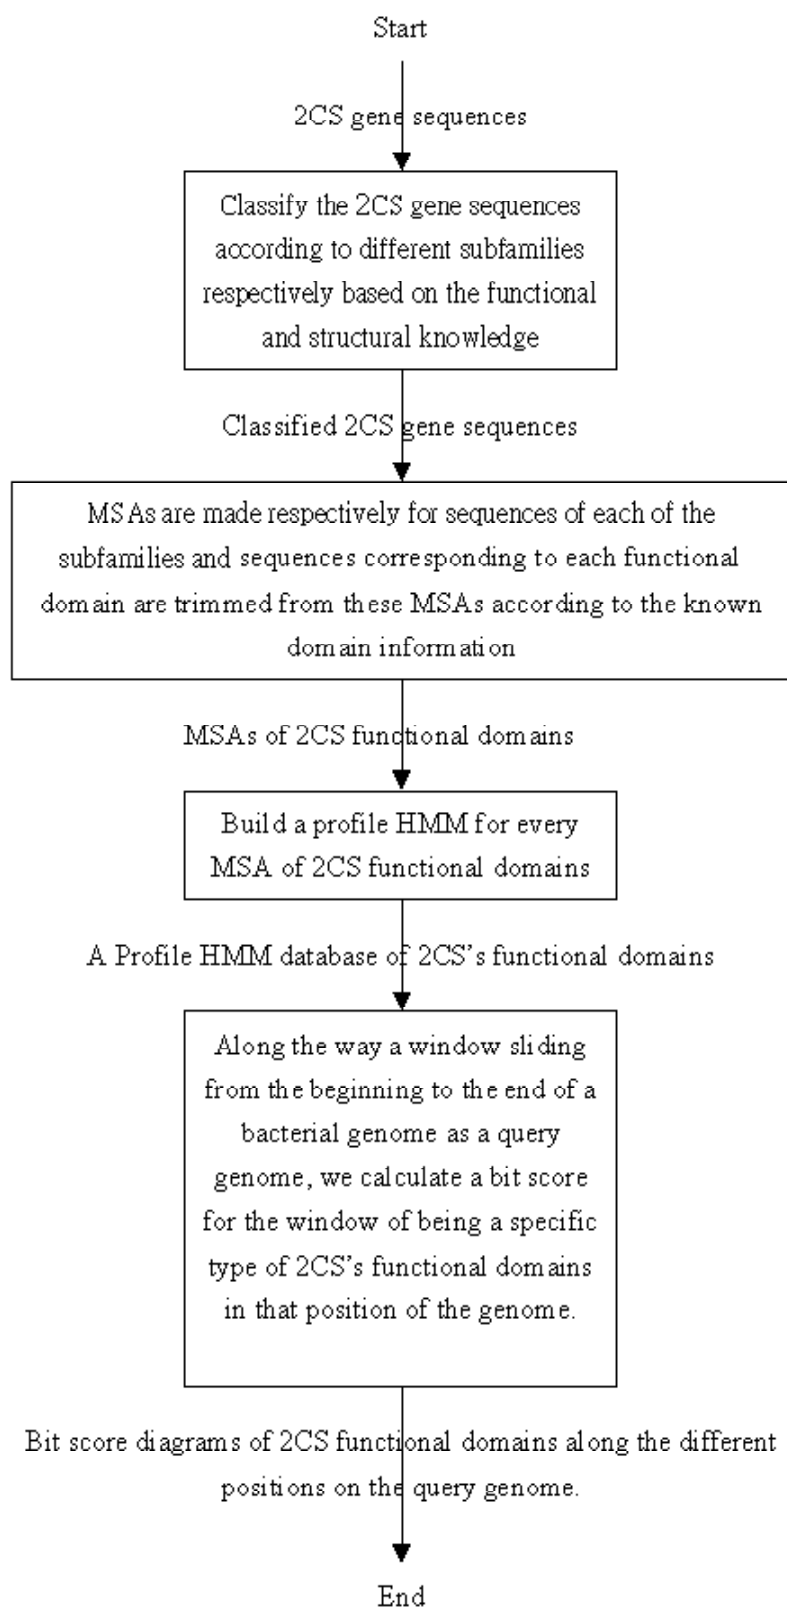 Start
2CS gene sequences
Classify the 2CS gene sequences
according to different subfamilies
respectively based on the functional
and structural knowledge
Classified 2CS gene sequences
MSAs are made respectively for sequences of each of the
subfamilies and sequences corresponding to each functional
domain are trimmed from these MSAs according to the known
domain information
MSAs of 2CS functional domains
Build a profile HMM for every
MSA of 2CS functional domains
A Profile HMM database of 2CS's functional domains
Along the way a window sliding
from the beginning to the end of a
bacterial genome as a query
genome, we calculate a bit score
for the window of being a specific
type of 2CS's functional domains
in that position of the genome.
Bit score diagrams of 2CS functional domains along the different
positions on the query genome.
End